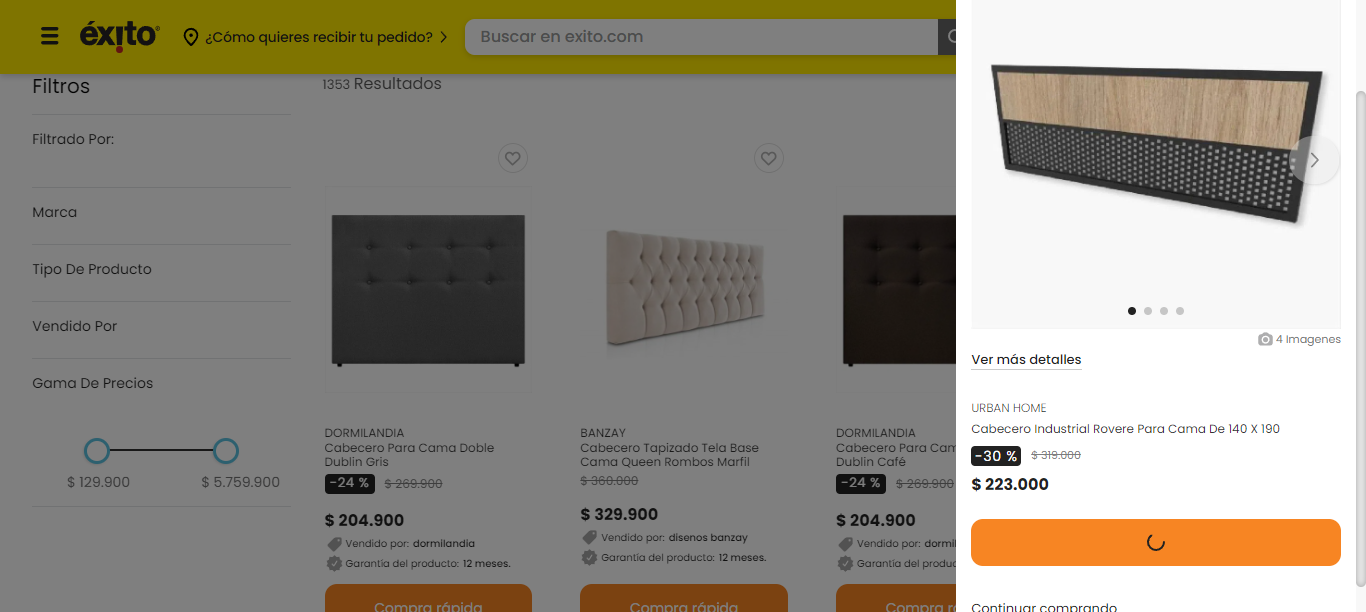 éxito
¿Cómo quieres recibir tu pedido?
Buscar en exito.com
Filtros
1353 Resultados
Filtrado Por:
Marca
Tipo De Producto
Vendido Por
Gama De Precios
$ 129.900
$ 5.759.900
DORMILANDIA
Cabecero Para Cama Doble
Dublin Gris
-24 % $ 269.900
$ 204.900
Vendido por: dormilandia
Garantía del producto: 12 meses.
Compra rápida
BANZAY
Cabecero Tapizado Tela Base
Cama Queen Rombos Marfil
$ 360.000
$ 329.900
Vendido por: disenos banzay
Garantía del producto: 12 meses.
Compra rápida
DORMILANDIA
Cabecero Para Cam
Dublin Café
-24 % $ 269.900
$ 204.900
Vendido por: dormil
Garantía del produc
Compra rápida
4 Imagenes
Ver más detalles
URBAN HOME
Cabecero Industrial Rovere Para Cama De 140 X 190
-30 % $ 319.000
$ 223.000
Continuar comprando